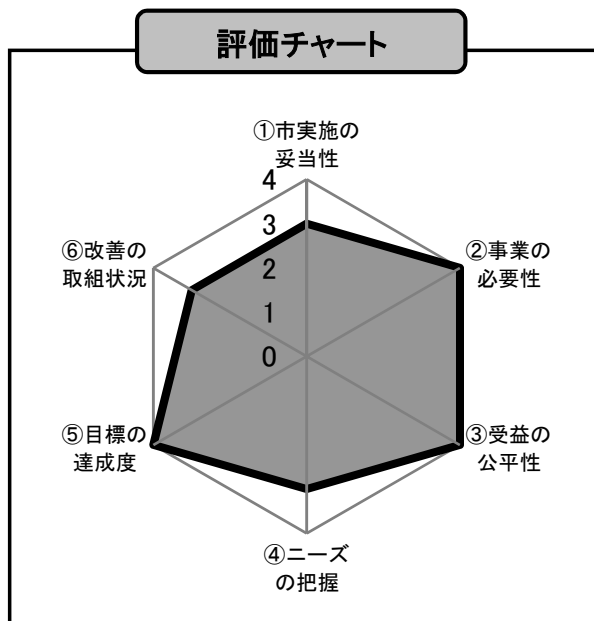 評価チャート
①市実施の
妥当性
4
3
2
1
0
②事業の
必要性
③受益の
公平性
④ニーズ
の把握
⑤目標の
達成度
⑥改善の
取組状況